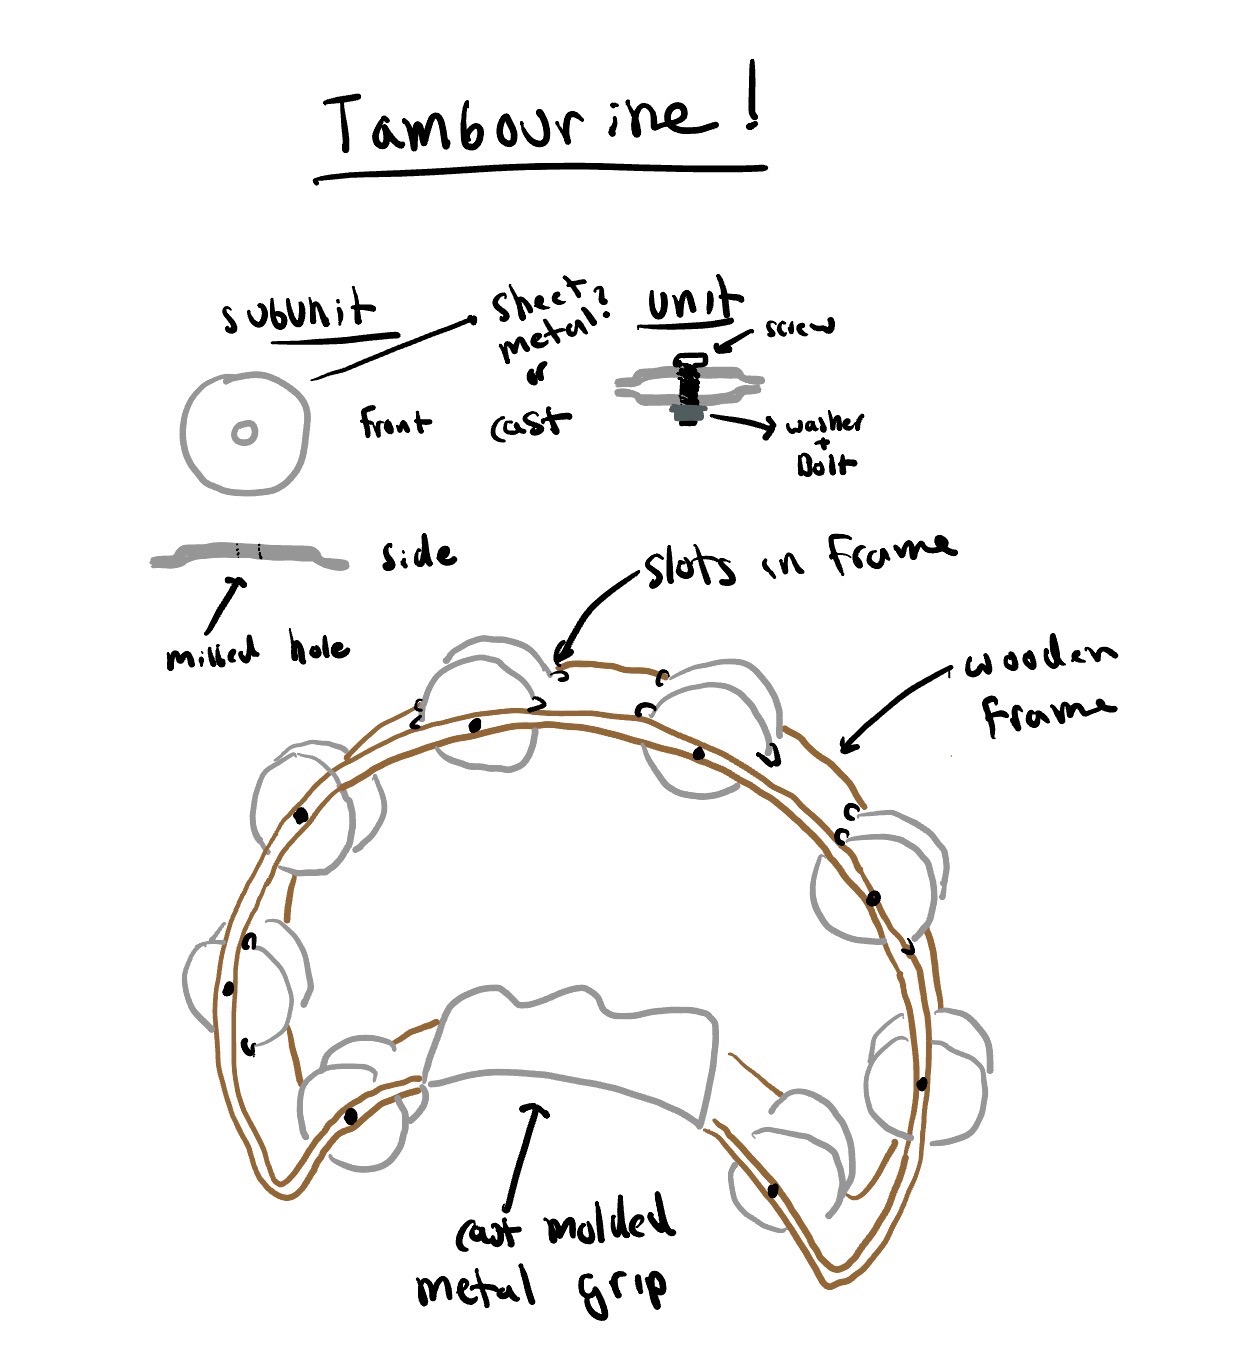 Tambourine!
subunit
sheet?
metal?
or
cast
unit
screw
front
washer
+
Bolt
side
milled hole
slots in frame
wooden
frame
cast molded
metal grip